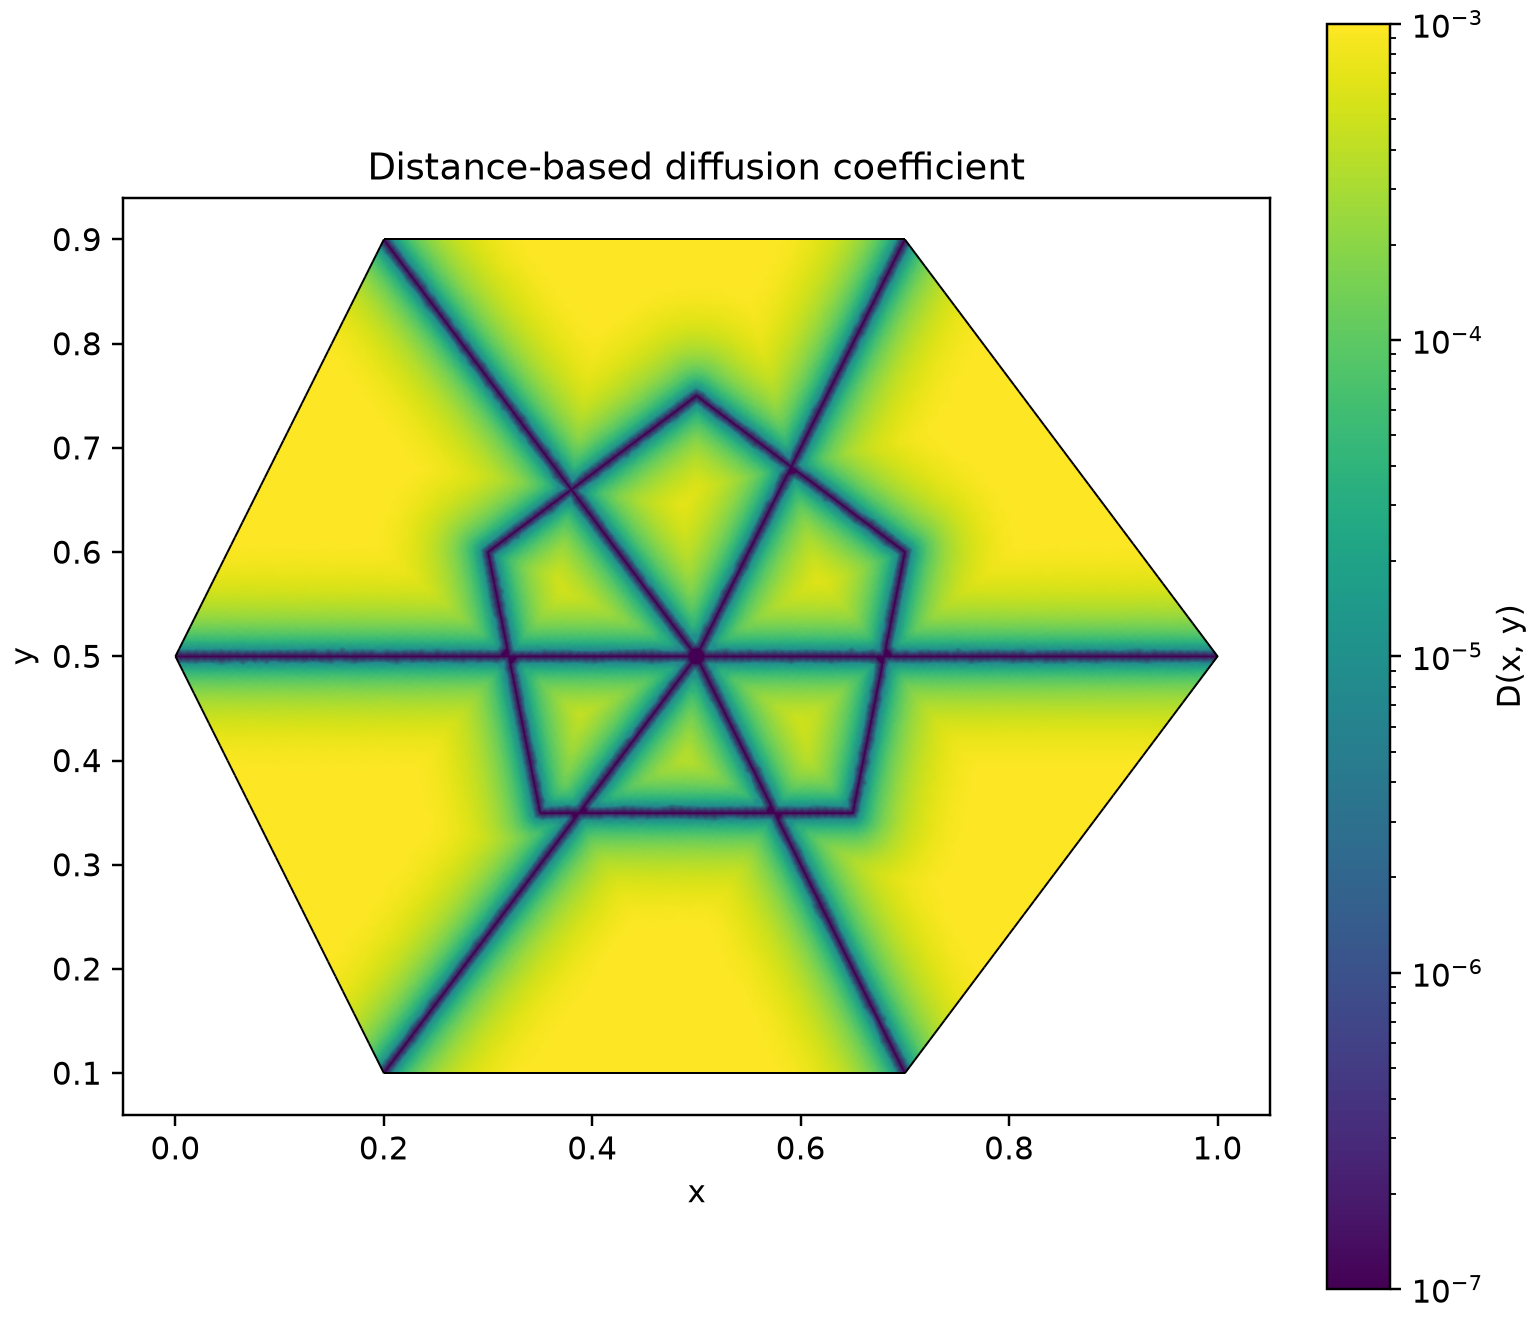 Distance-based diffusion coefficient
0.9
0.8
0.7
0.6
0.5
0.4
0.3
0.2
0.1
y
0.0 0.2 0.4 0.6 0.8 1.0
x
10⁻³
10⁻⁴
10⁻⁵
10⁻⁶
10⁻⁷
D(x, y)